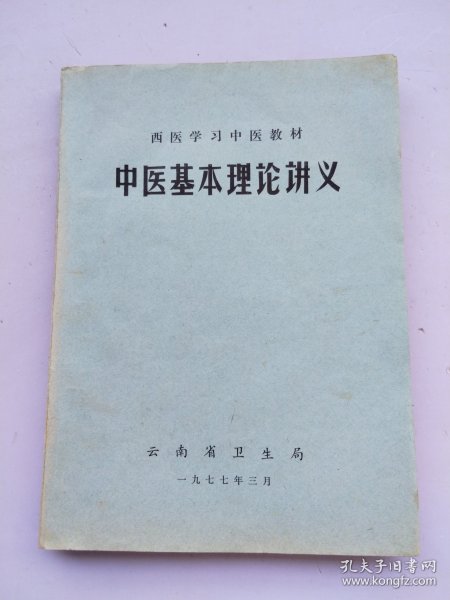 西医学习中医教材
中医基本理论讲义
云南省卫生局
一九七七年三月
孔夫子旧书网
www.kongfz.com